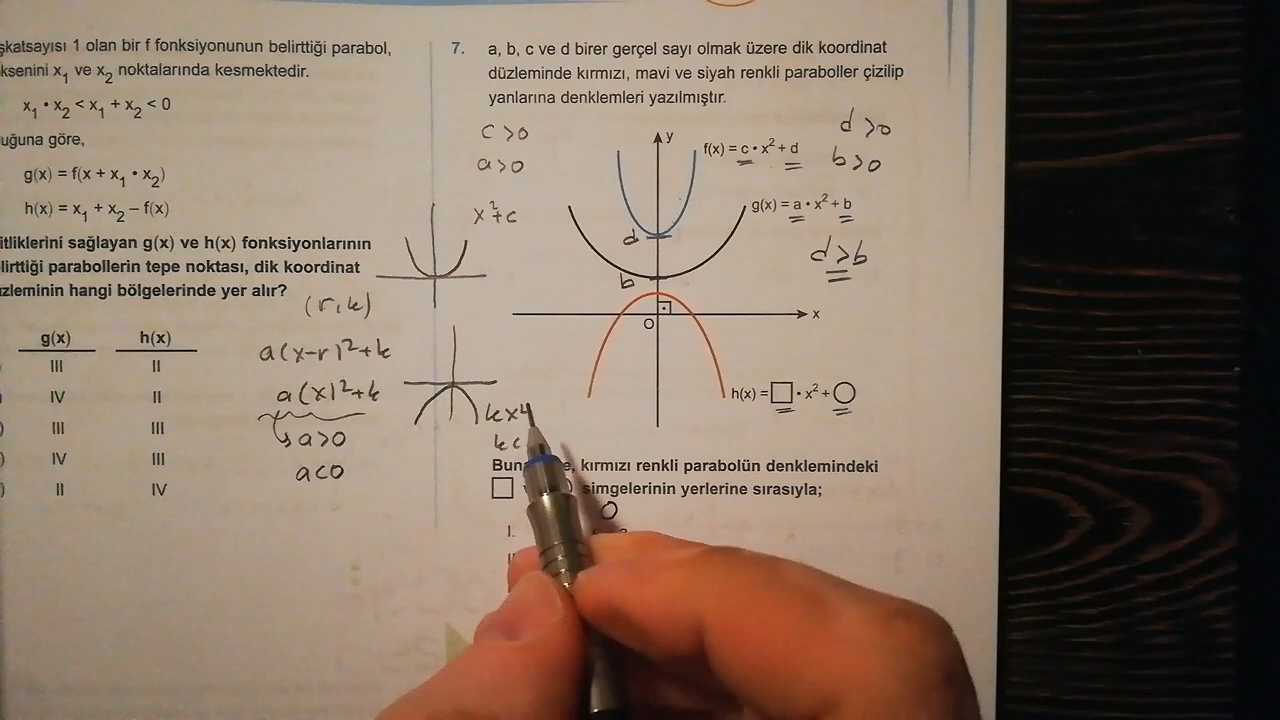 şkatsayısı 1 olan bir f fonksiyonunun belirttiği parabol,
ksenini x₁ ve x₂ noktalarında kesmektedir.
x₁ • x₂ < x₁ + x₂ < 0
uğuna göre,
g(x) = f(x + x₁ • x₂)
h(x) = x₁ + x₂ – f(x)
itliklerini sağlayan g(x) ve h(x) fonksiyonlarının
lirttiği parabollerin tepe noktası, dik koordinat
zleminin hangi bölgelerinde yer alır?
g(x) h(x)
III II
IV II
) III III
) IV III
) II IV
(r, k)
a(x-r)²+k
a(x)²+k
a>0
a<0
7. a, b, c ve d birer gerçel sayı olmak üzere dik koordinat
düzleminde kırmızı, mavi ve siyah renkli paraboller çizilip
yanlarına denklemleri yazılmıştır.
c>0
a>0
x²+c
y
f(x) = c • x² + d
d>0
b>0
g(x) = a • x² + b
d>b
d
b
O
x
h(x) = □ • x² + ○
kırmızı renkli parabolün denklemindeki
□ simgelerinin yerlerine sırasıyla;
○
I.